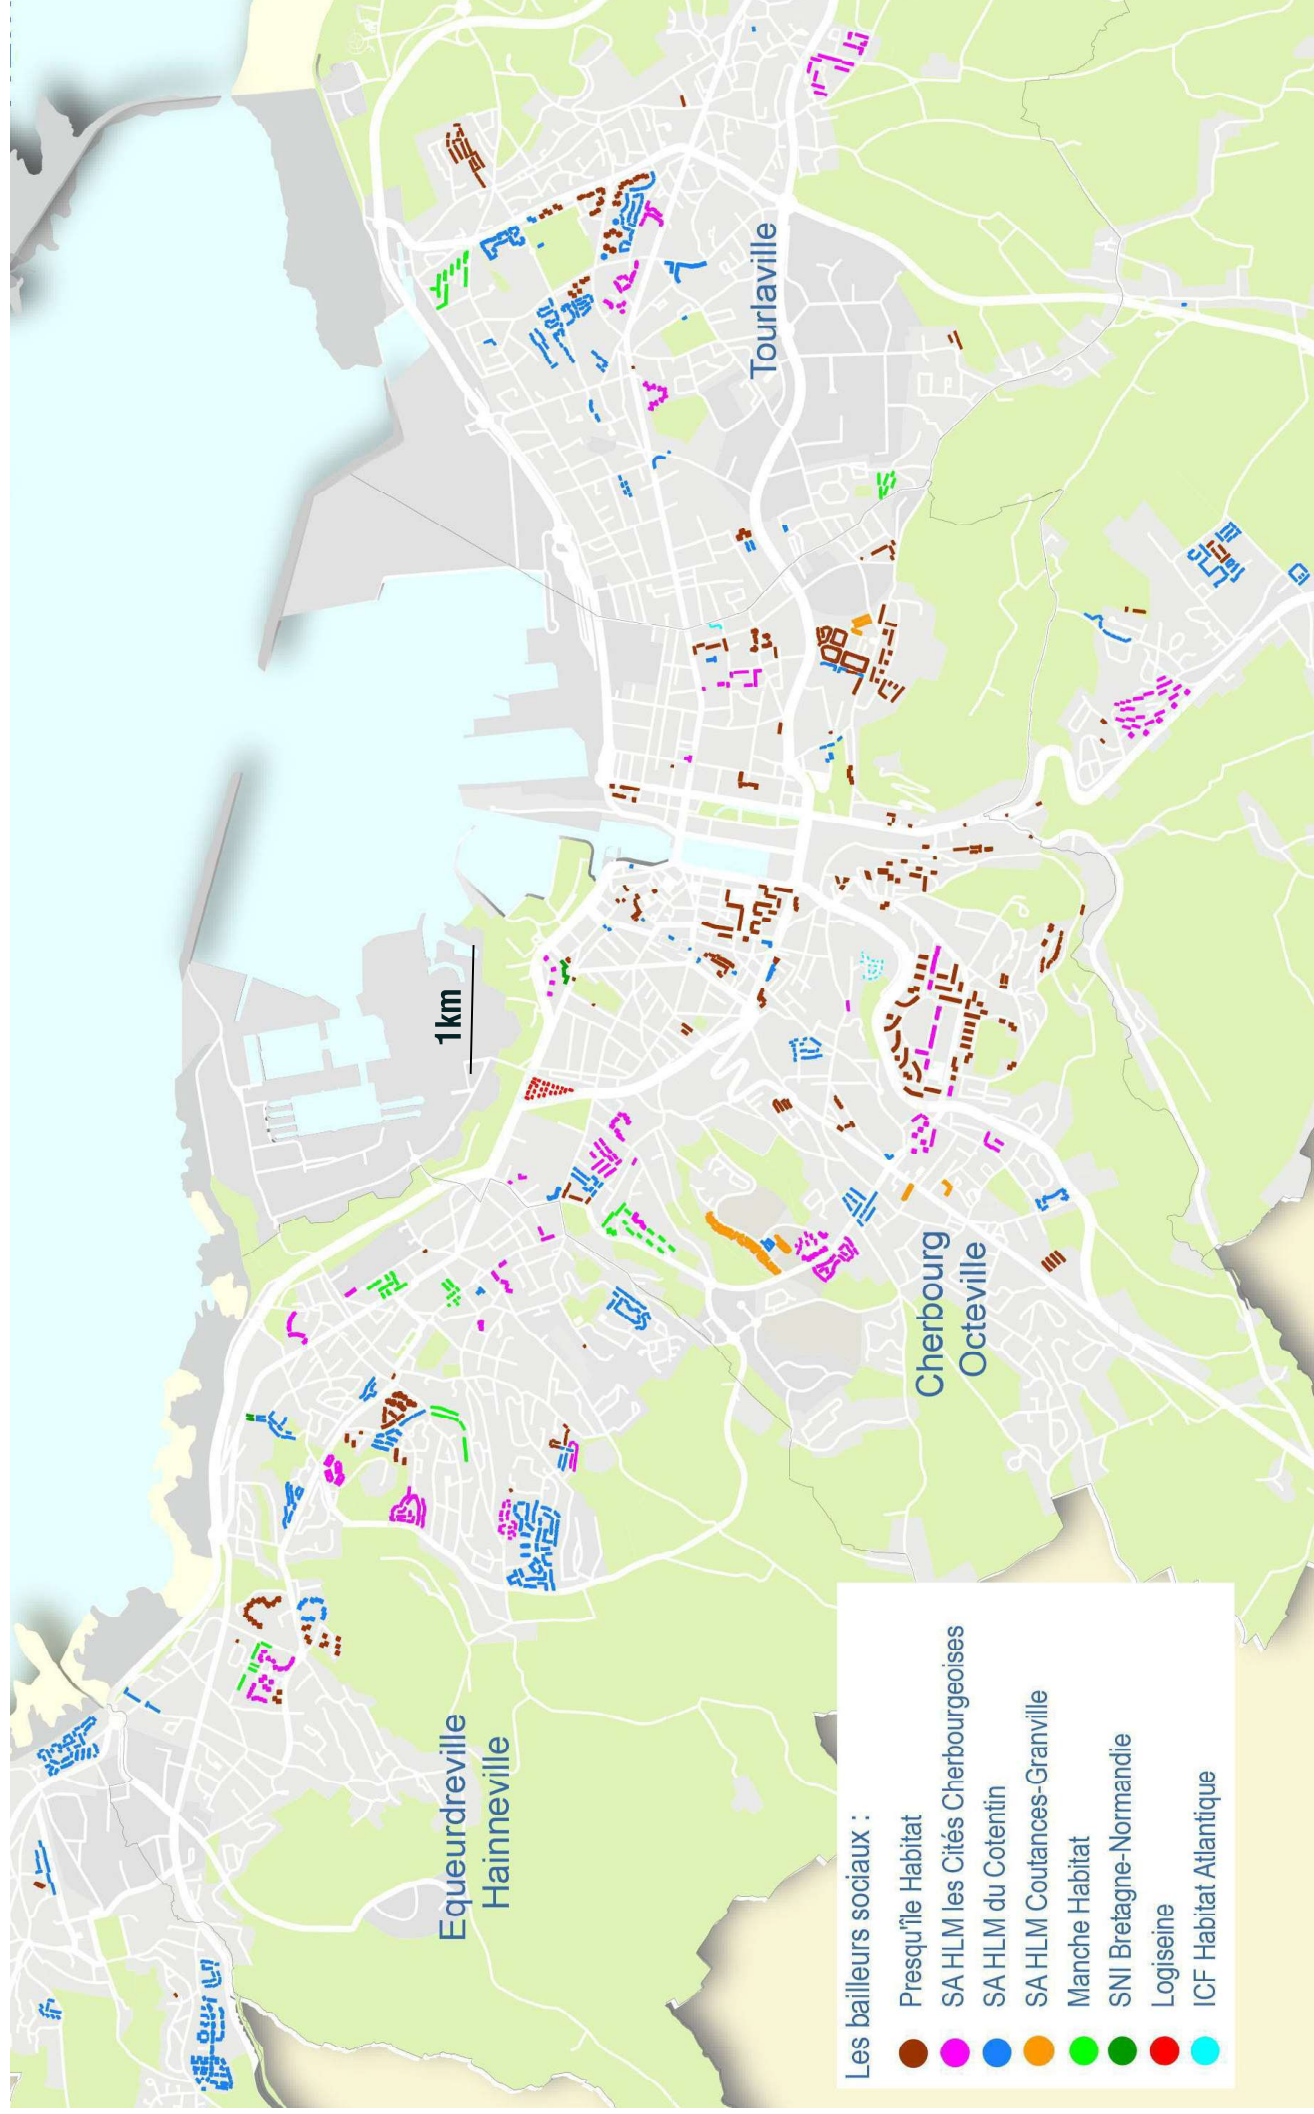 Equeurdreville
Hainneville
1km
Cherbourg
Octeville
Tourlaville
Les bailleurs sociaux :
Presqu'île Habitat
SA HLM les Cités Cherbourgeoises
SA HLM du Cotentin
SA HLM Coutances-Granville
Manche Habitat
SNI Bretagne-Normandie
Logiseine
ICF Habitat Atlantique